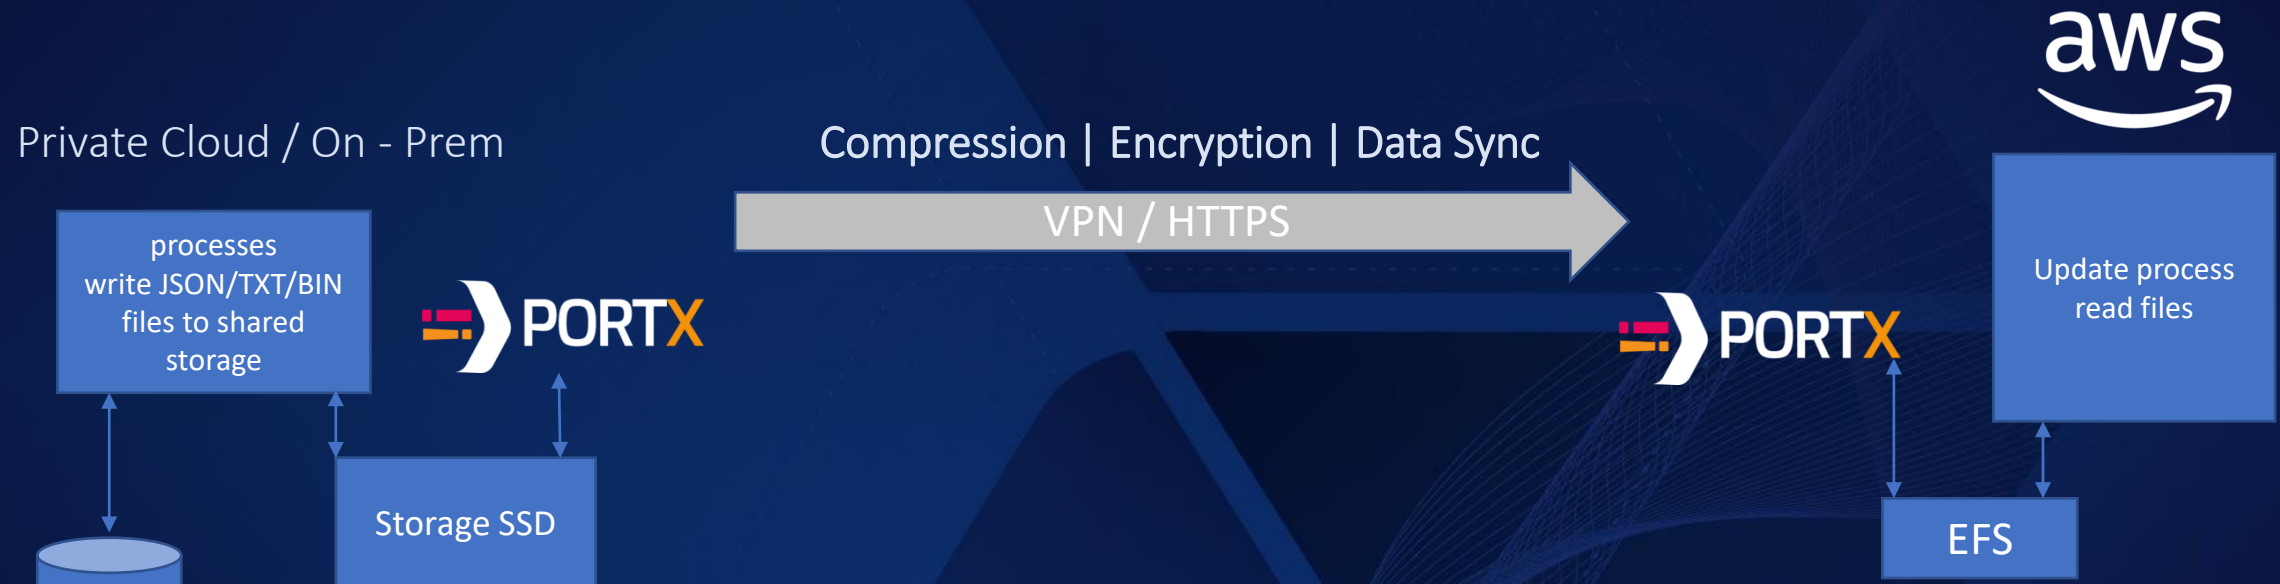 aws
Private Cloud / On - Prem
Compression | Encryption | Data Sync
VPN / HTTPS
processes
write JSON/TXT/BIN
files to shared
storage
PORTX
PORTX
Update process
read files
Storage SSD
EFS